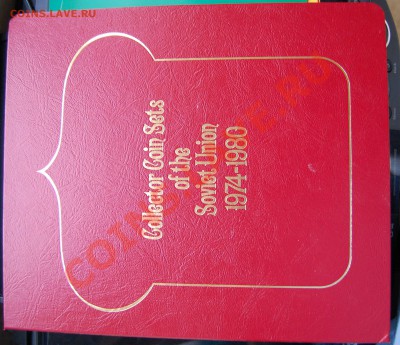 COINS.LAVE.RU
Collector Coin Sets
of the
Soviet Union
1974-1980
COINS.LAVE.RU